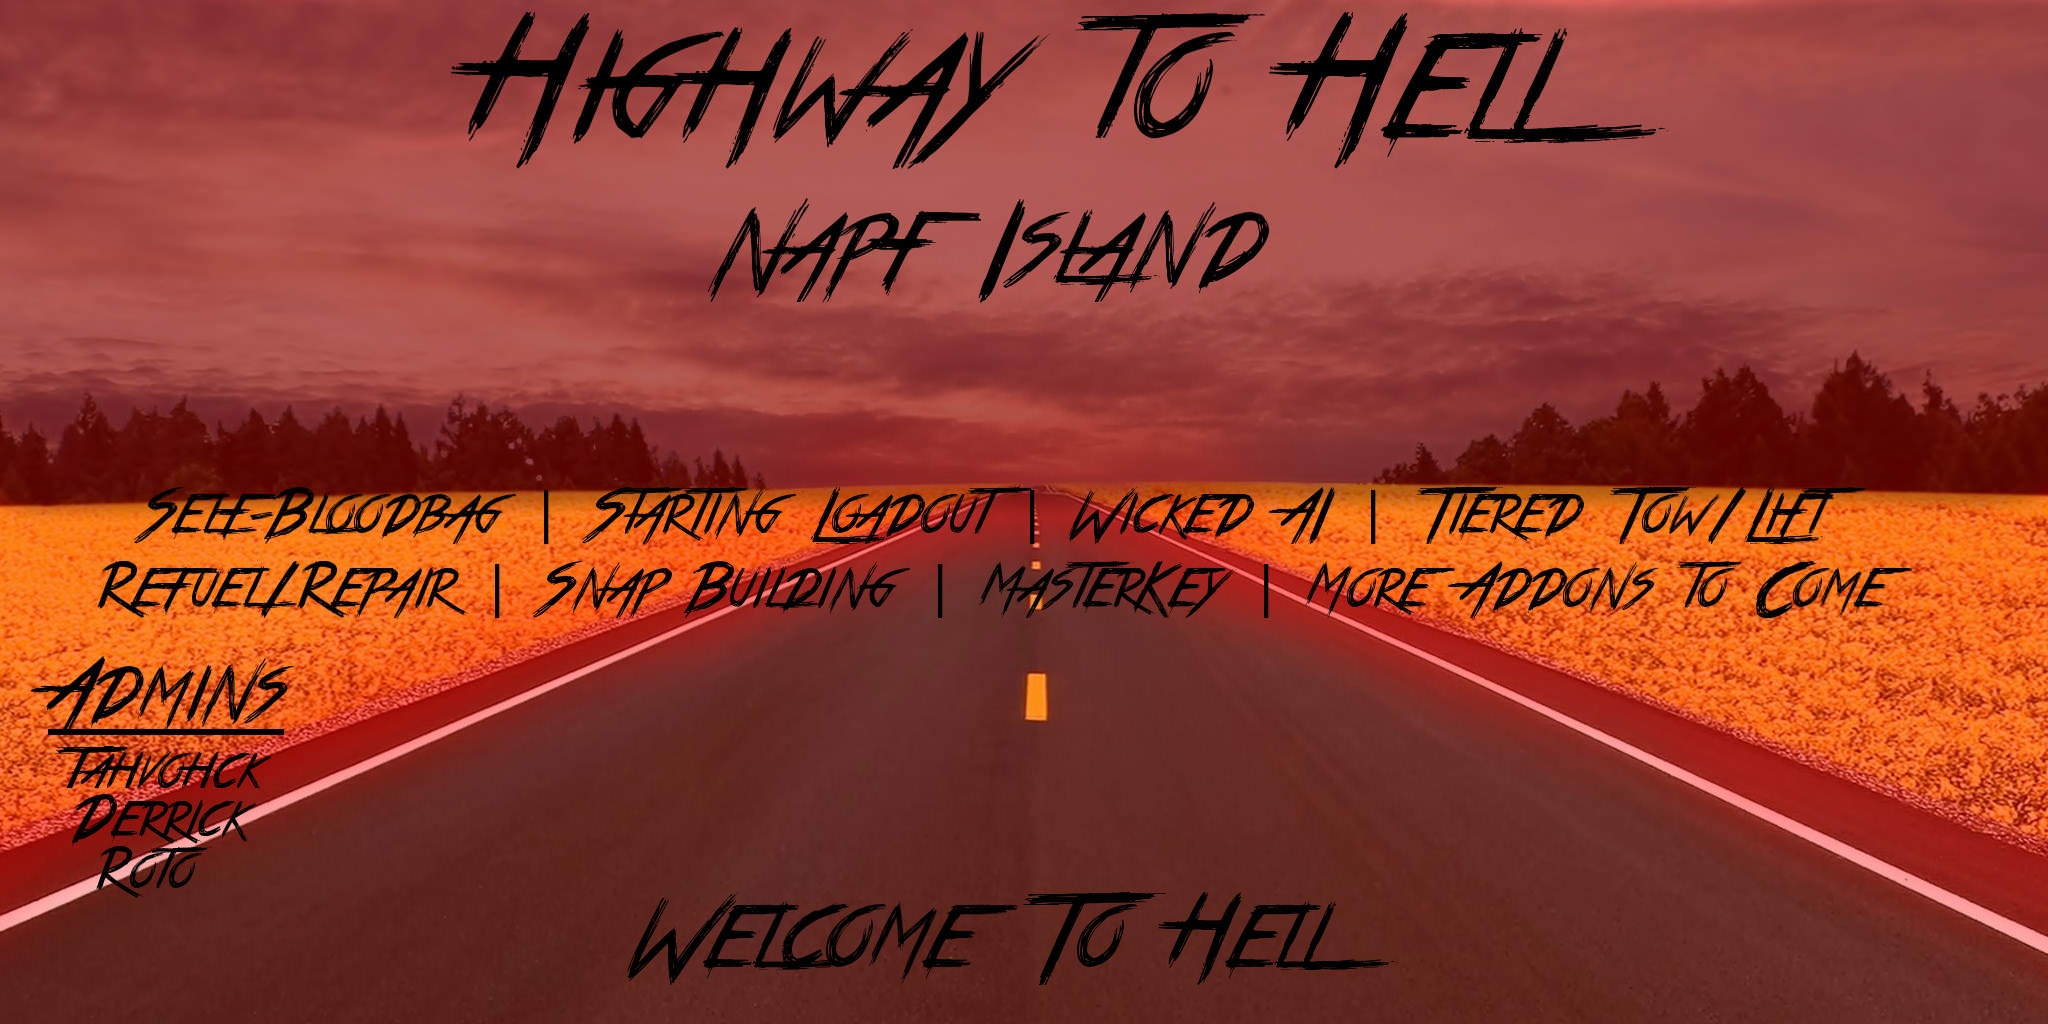 Highway To Hell
Napf Island
Self-Bloodbag | Starting Loadout | Wicked AI | Tiered Tow/Lift
Refuel/Repair | Snap Building | MasterKey | More Addons to Come
Admins
Tahvohck
Derrick
Roto
Welcome To Hell